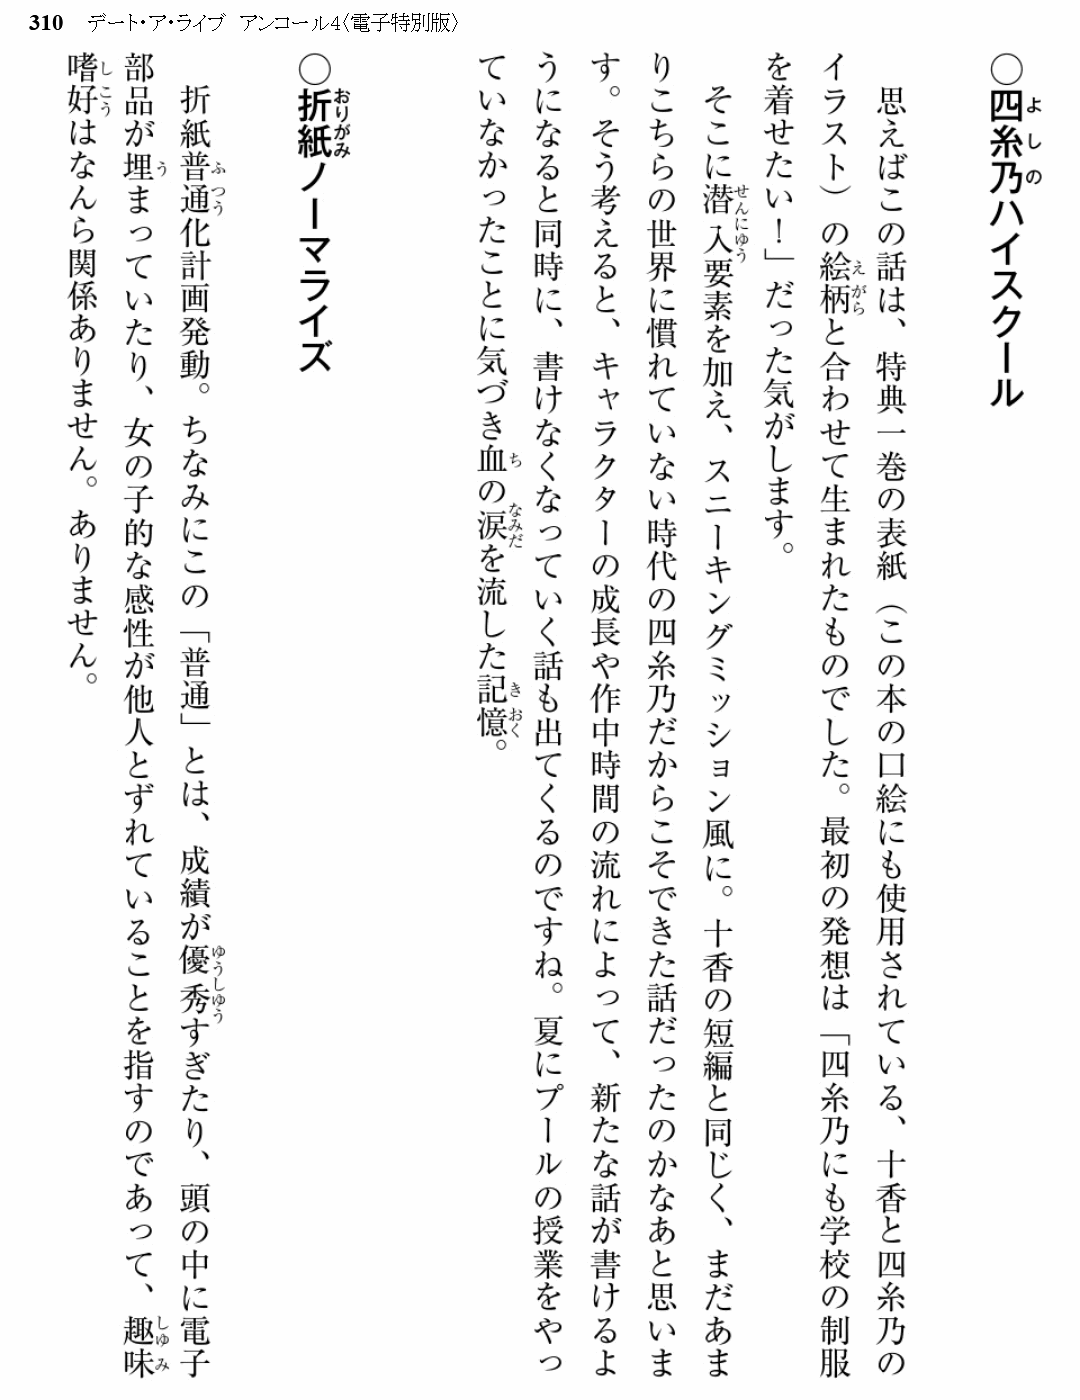 310 デート・ア・ライブ アンコール4〈電子特別版〉
○四糸乃ハイスクール
思えばこの話は、特典一巻の表紙（この本の口絵にも使用されている、十香と四糸乃の
イラスト）の絵柄と合わせて生まれたものでした。最初の発想は「四糸乃にも学校の制服
を着せたい！」だった気がします。
そこに潜入要素を加え、スニーキングミッション風に。十香の短編と同じく、まだあま
りこちらの世界に慣れていない時代の四糸乃だからこそできた話だったのかなあと思いま
す。そう考えると、キャラクターの成長や作中時間の流れによって、新たな話が書けるよ
うになると同時に、書けなくなっていく話も出てくるのですね。夏にプールの授業をやっ
ていなかったことに気づき血の涙を流した記憶。
○折紙ノーマライズ
折紙普通化計画発動。ちなみにこの「普通」とは、成績が優秀すぎたり、頭の中に電子
部品が埋まっていたり、女の子的な感性が他人とずれていることを指すのであって、趣味
嗜好はなんら関係ありません。ありません。